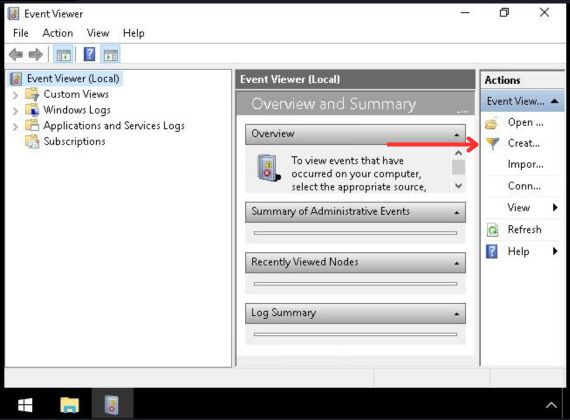 Event Viewer
File Action View Help
Event Viewer (Local)
Custom Views
Windows Logs
Applications and Services Logs
Subscriptions
Event Viewer (Local)
Overview and Summary
Overview
To view events that have
occurred on your computer,
select the appropriate source,
Summary of Administrative Events
Recently Viewed Nodes
Log Summary
Actions
Event View...
Open ...
Creat...
Impor...
Conn...
View
Refresh
Help